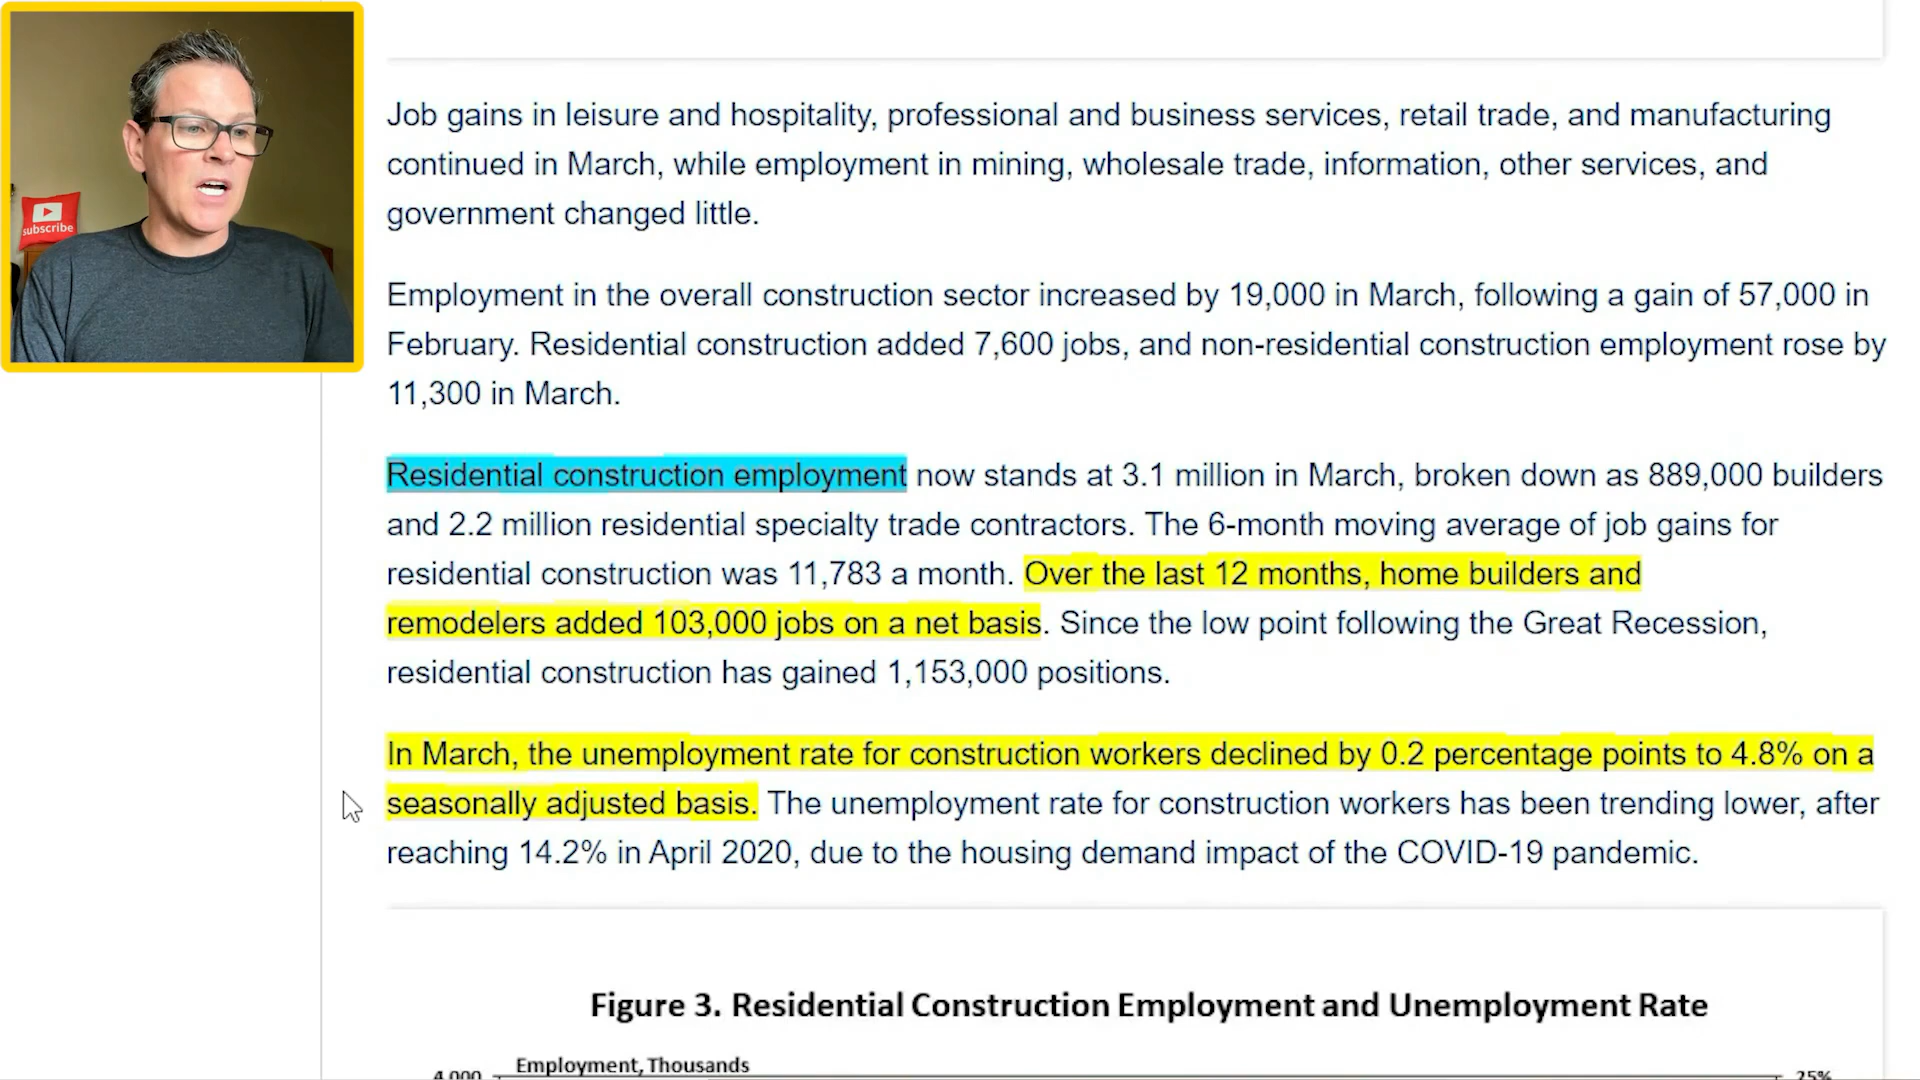 subscribe
Job gains in leisure and hospitality, professional and business services, retail trade, and manufacturing
continued in March, while employment in mining, wholesale trade, information, other services, and
government changed little.
Employment in the overall construction sector increased by 19,000 in March, following a gain of 57,000 in
February. Residential construction added 7,600 jobs, and non-residential construction employment rose by
11,300 in March.
Residential construction employment now stands at 3.1 million in March, broken down as 889,000 builders
and 2.2 million residential specialty trade contractors. The 6-month moving average of job gains for
residential construction was 11,783 a month. Over the last 12 months, home builders and
remodelers added 103,000 jobs on a net basis. Since the low point following the Great Recession,
residential construction has gained 1,153,000 positions.
In March, the unemployment rate for construction workers declined by 0.2 percentage points to 4.8% on a
seasonally adjusted basis. The unemployment rate for construction workers has been trending lower, after
reaching 14.2% in April 2020, due to the housing demand impact of the COVID-19 pandemic.
Figure 3. Residential Construction Employment and Unemployment Rate
Employment, Thousands
4,000 25%